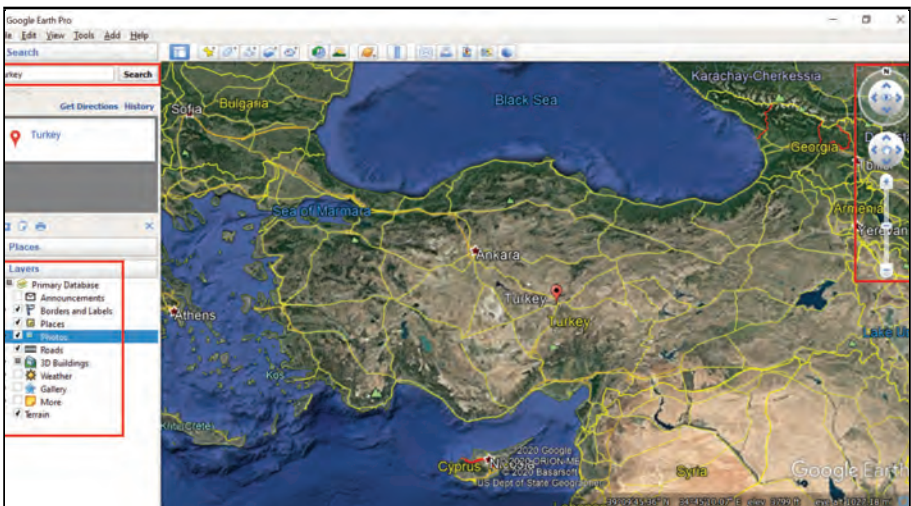 Google Earth Pro
le Edit View Tools Add Help
Search
urkey Search
Get Directions History
Turkey
Places
Layers
Primary Database
Announcements
Borders and Labels
Places
Photos
Roads
3D Buildings
Weather
Gallery
More
Terrain
N
Karachay-Cherkessia
Black Sea
Sofia
Bulgaria
Georgia
Armenia
Yerevan
Sea of Marmara
Ankara
Turkey
Turkey
Athens
Kos
Cyprus
Syria
©2020 Google
© 2020 ORION-ME
© 2020 Basarsoft
US Dept of State Geographer
Google Earth